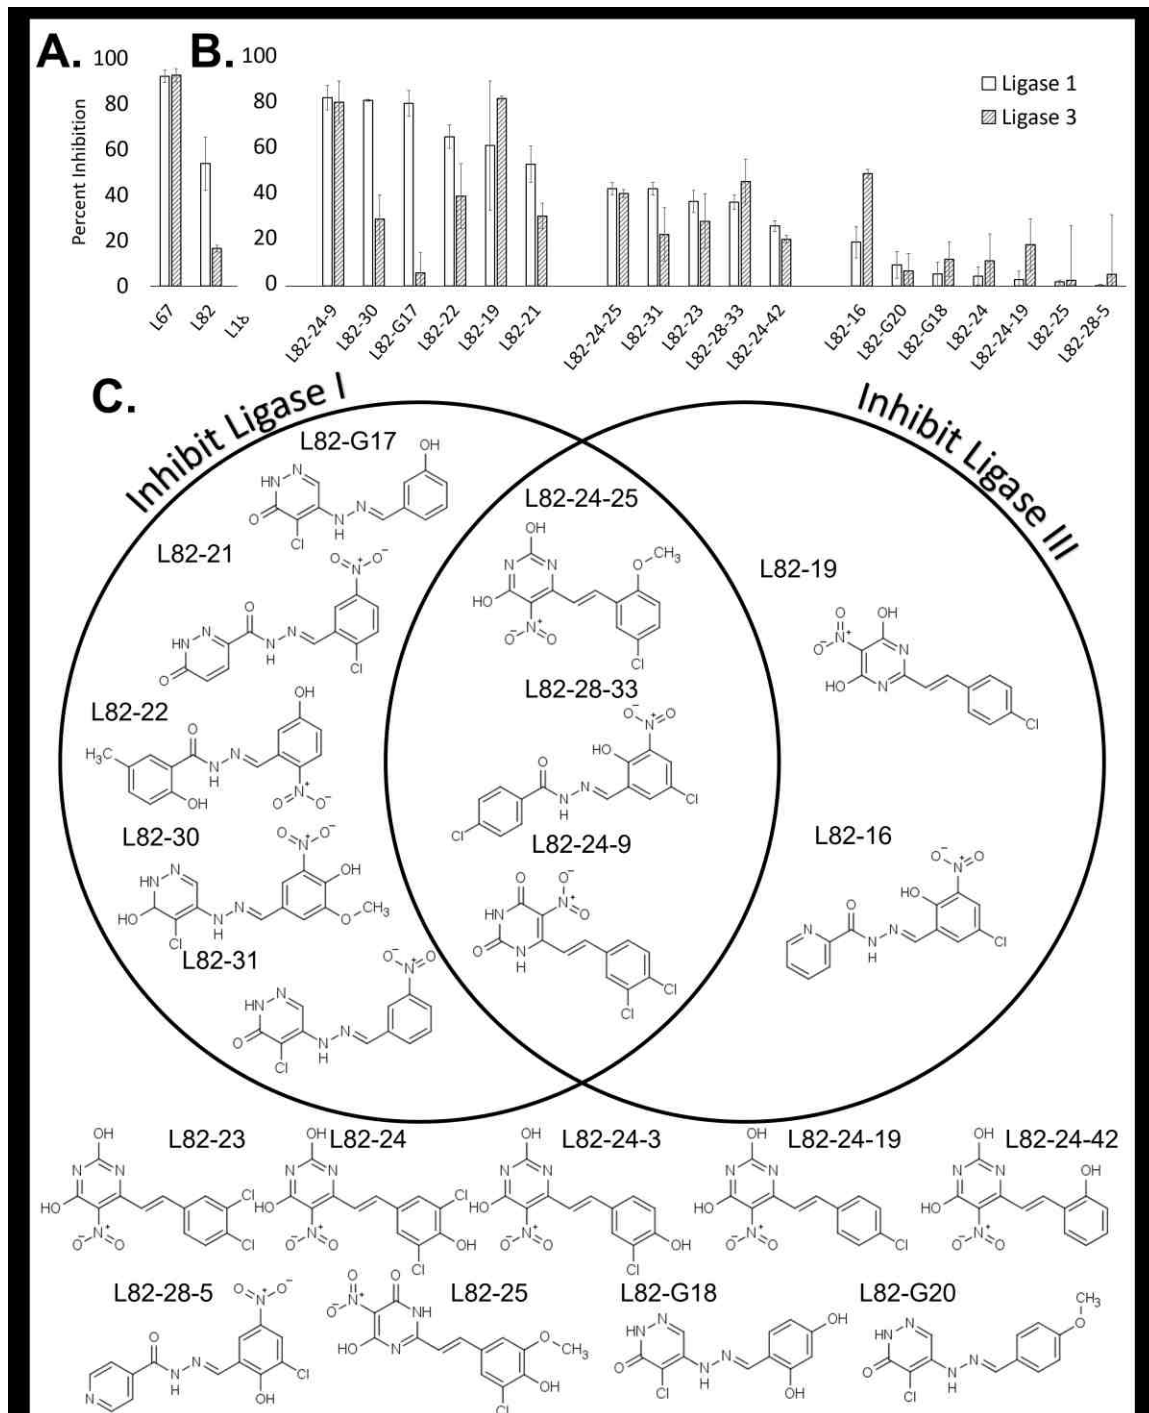 A.
B.
100
80
60
40
20
0
Percent Inhibition
L67
L82
100
80
60
40
20
0
Ligase 1
Ligase 3
L82-24-9
L82-30
L82-G17
L82-22
L82-19
L82-21
L82-24-25
L82-31
L82-23
L82-28-33
L82-24-42
L82-16
L82-G20
L82-G18
L82-24
L82-24-19
L82-25
L82-28-5
C.
Inhibit Ligase I
Inhibit Ligase III
L82-G17
L82-21
L82-22
L82-30
L82-31
L82-24-25
L82-28-33
L82-24-9
L82-19
L82-16
L82-23
L82-24
L82-24-3
L82-24-19
L82-24-42
L82-28-5
L82-25
L82-G18
L82-G20